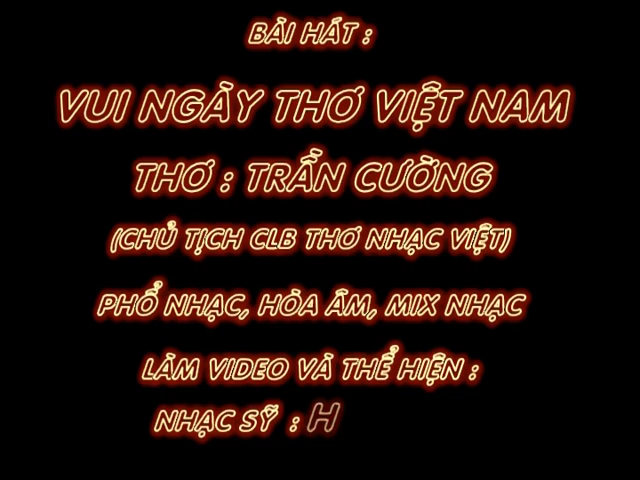 BÀI HÁT :
VUI NGÀY THƠ VIỆT NAM
THƠ : TRẦN CƯỜNG
(CHỦ TỊCH CLB THƠ NHẠC VIỆT)
PHỔ NHẠC, HÒA ÂM, MIX NHẠC
LÀM VIDEO VÀ THỂ HIỆN :
NHẠC SỸ : H